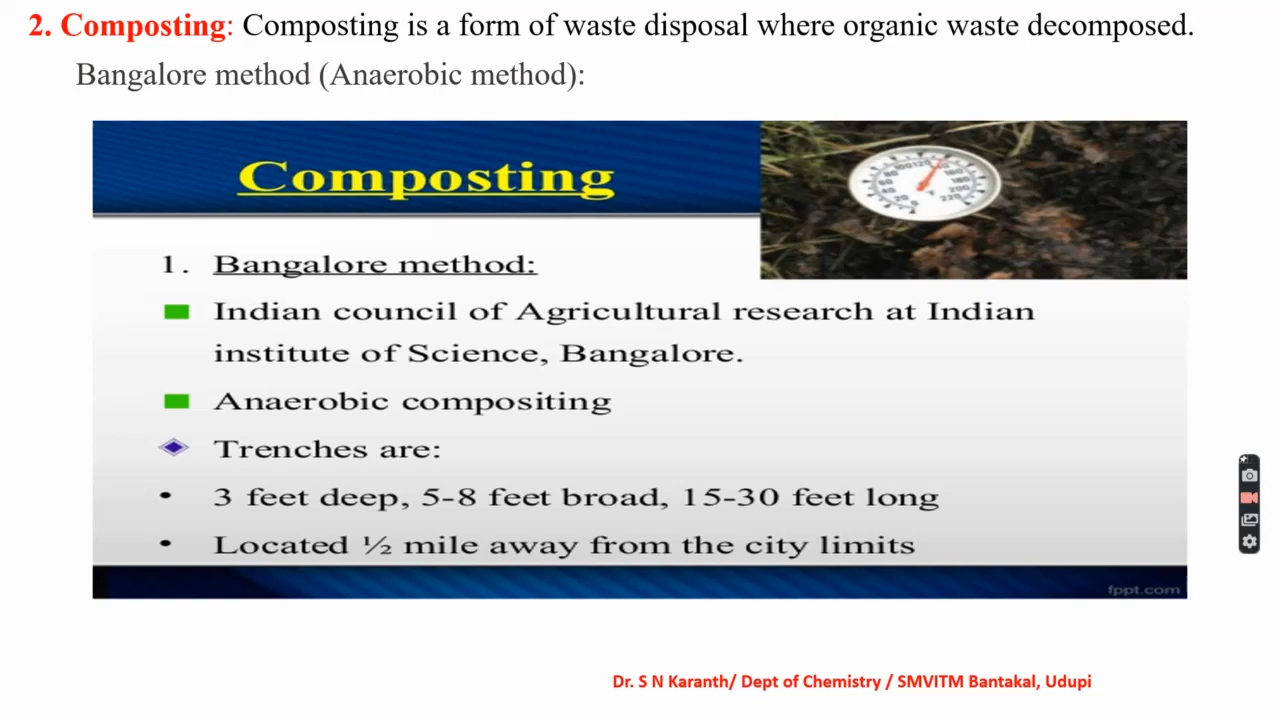 2. Composting: Composting is a form of waste disposal where organic waste decomposed.
Bangalore method (Anaerobic method):
Composting
1. Bangalore method:
Indian council of Agricultural research at Indian
institute of Science, Bangalore.
Anaerobic compositing
Trenches are:
• 3 feet deep, 5-8 feet broad, 15-30 feet long
• Located ½ mile away from the city limits
fppt.com
Dr. S N Karanth/ Dept of Chemistry / SMVITM Bantakal, Udupi